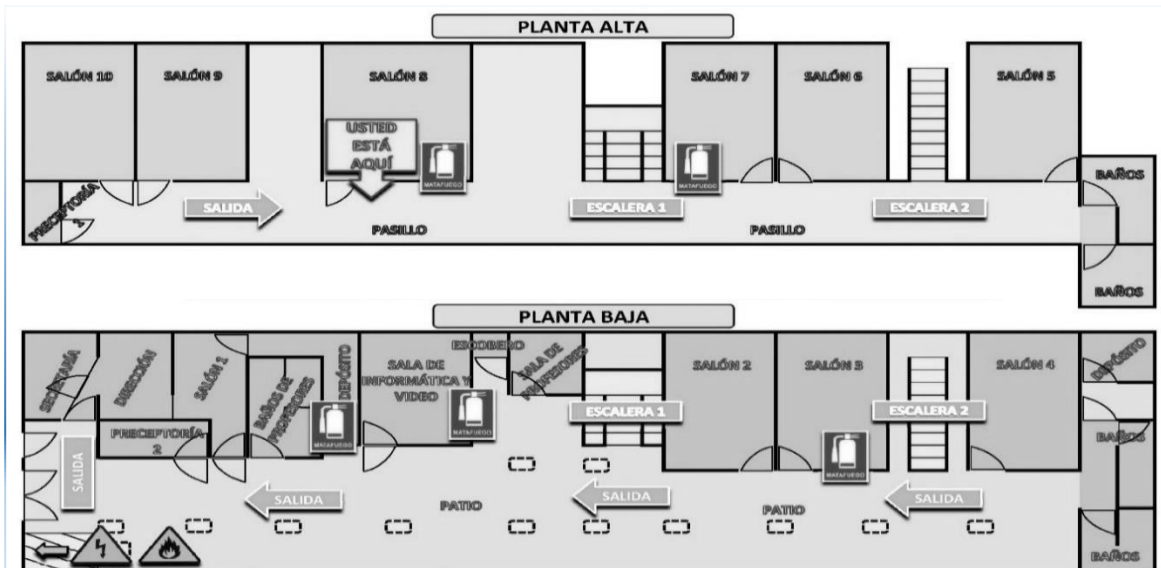 PLANTA ALTA
SALÓN 10
SALÓN 9
SALÓN 8
SALÓN 7
SALÓN 6
SALÓN 5
USTED
ESTÁ
AQUÍ
MATAFUEGO
MATAFUEGO
BAÑOS
PRECEPTORÍA
2
SALIDA
ESCALERA 1
ESCALERA 2
PASILLO
PASILLO
BAÑOS
PLANTA BAJA
SECRETARÍA
DIRECCIÓN
SALÓN 1
BAÑOS DE
PROFESORES
DEPÓSITO
SALA DE
INFORMÁTICA Y
VIDEO
ESCOBERO
SALA DE
PROFESORES
SALÓN 2
SALÓN 3
SALÓN 4
DEPÓSITO
ESCALERA 1
ESCALERA 2
MATAFUEGO
MATAFUEGO
MATAFUEGO
PRECEPTORÍA
BAÑOS
SALIDA
SALIDA
SALIDA
SALIDA
PATIO
PATIO
BAÑOS